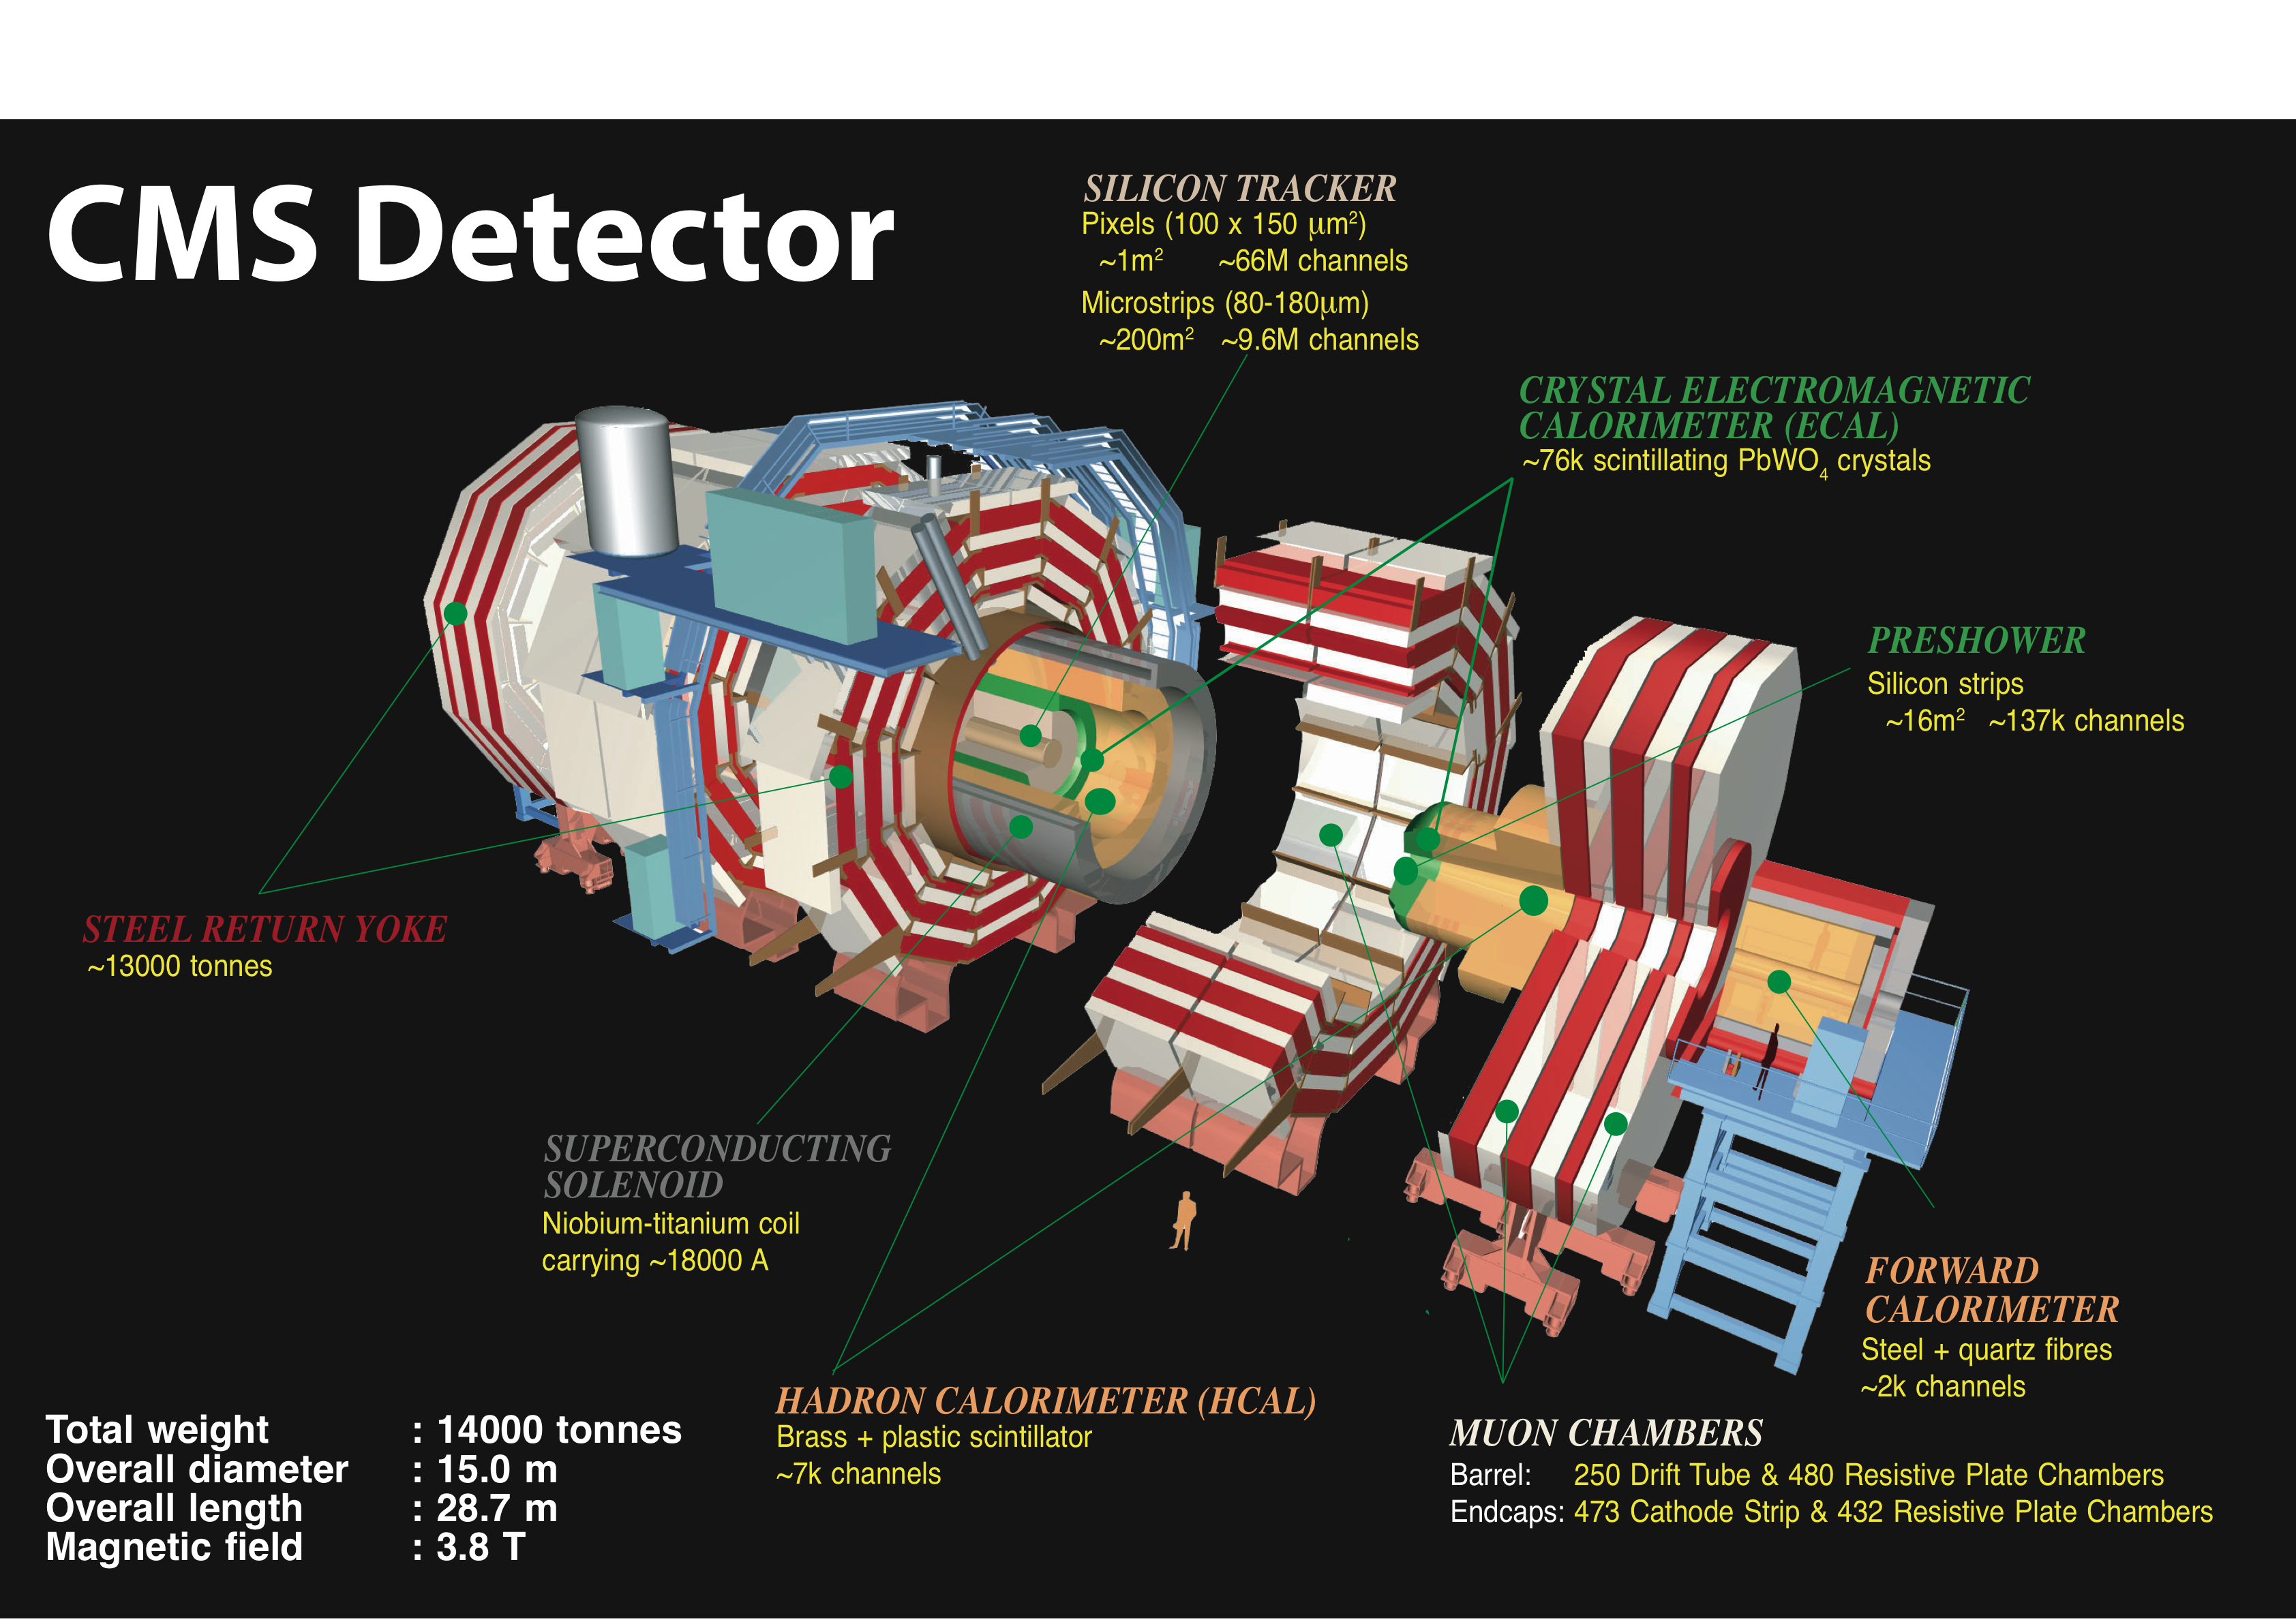 CMS Detector
SILICON TRACKER
Pixels (100 x 150 μm²)
~1m² ~66M channels
Microstrips (80-180μm)
~200m² ~9.6M channels
CRYSTAL ELECTROMAGNETIC
CALORIMETER (ECAL)
~76k scintillating PbWO₄ crystals
PRESHOWER
Silicon strips
~16m² ~137k channels
STEEL RETURN YOKE
~13000 tonnes
SUPERCONDUCTING
SOLENOID
Niobium-titanium coil
carrying ~18000 A
FORWARD
CALORIMETER
Steel + quartz fibres
~2k channels
HADRON CALORIMETER (HCAL)
Brass + plastic scintillator
~7k channels
MUON CHAMBERS
Barrel: 250 Drift Tube & 480 Resistive Plate Chambers
Endcaps: 473 Cathode Strip & 432 Resistive Plate Chambers
Total weight : 14000 tonnes
Overall diameter : 15.0 m
Overall length : 28.7 m
Magnetic field : 3.8 T